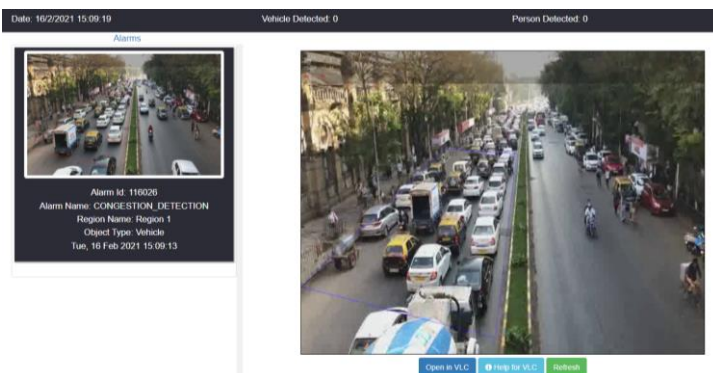 Date: 16/2/2021 15:09:19 Vehicle Detected: 0 Person Detected: 0
Alarms
Alarm Id: 116026
Alarm Name: CONGESTION_DETECTION
Region Name: Region 1
Object Type: Vehicle
Tue, 16 Feb 2021 15:09:13
Open in VLC Help for VLC Refresh